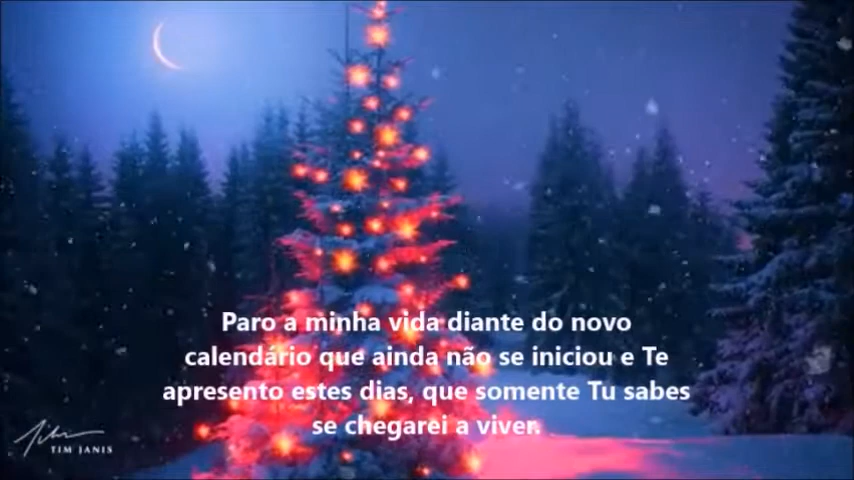 Paro a minha vida diante do novo
calendário que ainda não se iniciou e Te
apresento estes dias, que somente Tu sabes
se chegarei a viver.
TIM JANIS